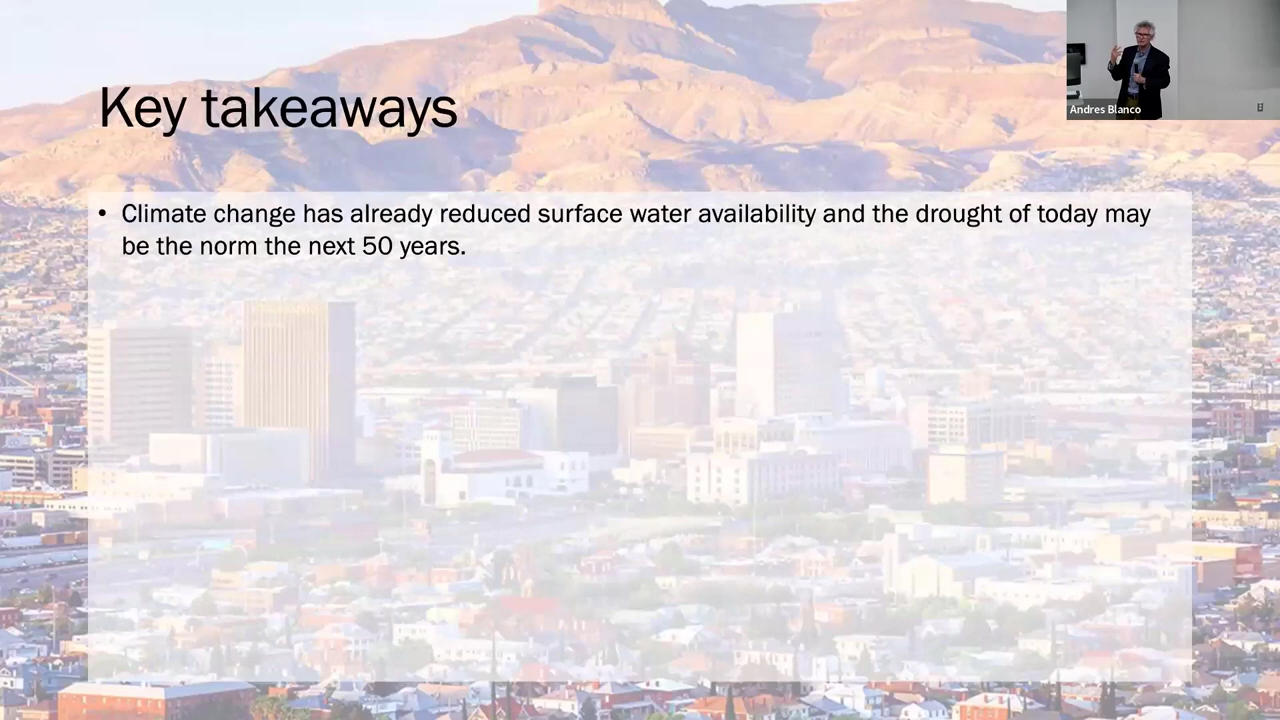 Key takeaways
Andres Blanco
• Climate change has already reduced surface water availability and the drought of today may
be the norm the next 50 years.